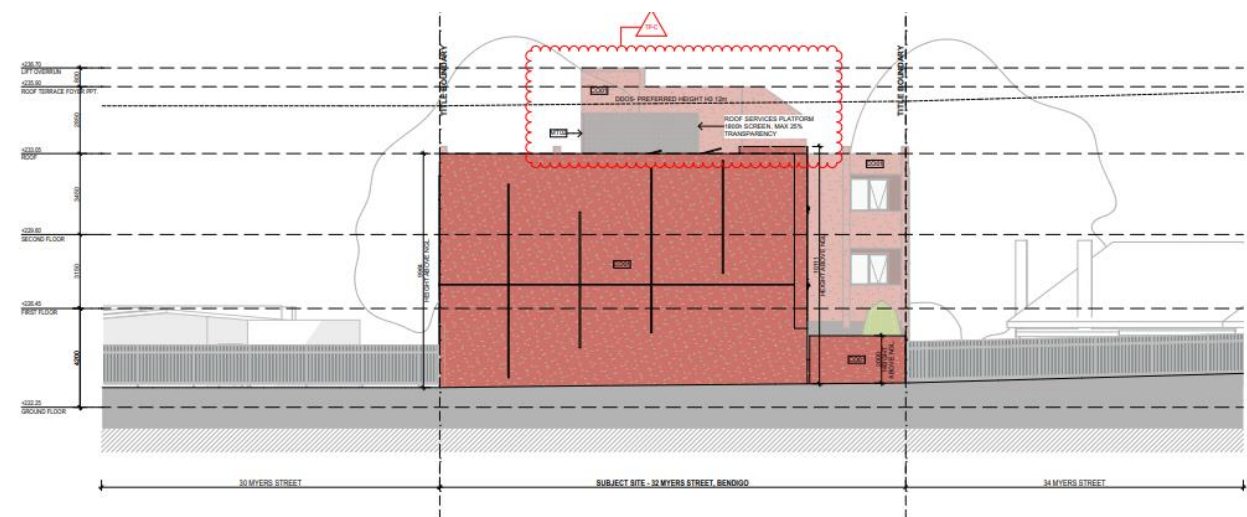 TP-C
TITLE BOUNDARY
TITLE BOUNDARY
+236.70
LIFT OVERRUN
800
+235.90
ROOF TERRACE FOYER PPT.
DDO5- PREFERRED HEIGHT H3 12m
2850
ROOF SERVICES PLATFORM
1800h SCREEN, MAX 25%
TRANSPARENCY
+233.05
ROOF
3450
+229.60
SECOND FLOOR
HEIGHT ABOVE NGL
HEIGHT ABOVE NGL
3150
+226.45
FIRST FLOOR
4200
HEIGHT
ABOVE NGL
+222.25
GROUND FLOOR
30 MYERS STREET
SUBJECT SITE - 32 MYERS STREET, BENDIGO
34 MYERS STREET